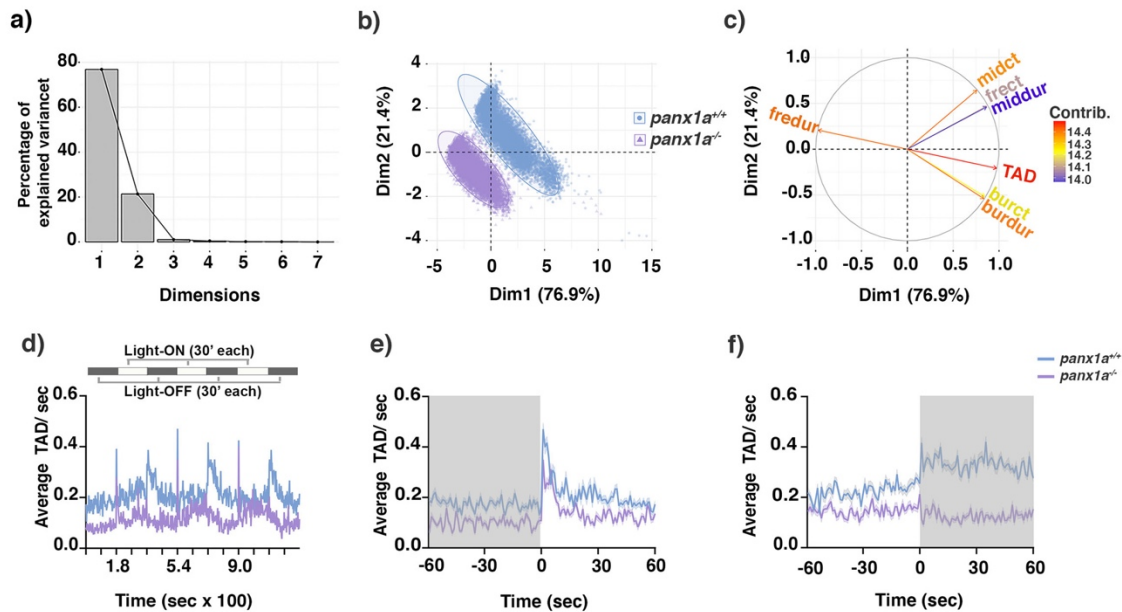 a)
80
60
40
20
0
Percentage of
explained variancet
1 2 3 4 5 6 7
Dimensions
b)
4
2
0
-2
-4
Dim2 (21.4%)
-5 0 5 10 15
Dim1 (76.9%)
panx1a+/+
panx1a-/-
c)
1.0
0.5
0.0
-0.5
-1.0
Dim2 (21.4%)
-1.0 -0.5 0.0 0.5 1.0
Dim1 (76.9%)
midct
frect
middur
fredur
TAD
burct
burdur
Contrib.
14.4
14.3
14.2
14.1
14.0
d)
Light-ON (30' each)
Light-OFF (30' each)
0.6
0.4
0.2
0.0
Average TAD/ sec
1.8 5.4 9.0
Time (sec x 100)
e)
0.6
0.4
0.2
0.0
Average TAD/ sec
-60 -30 0 30 60
Time (sec)
f)
0.6
0.4
0.2
0.0
Average TAD/ sec
-60 -30 0 30 60
Time (sec)
panx1a+/+
panx1a-/-